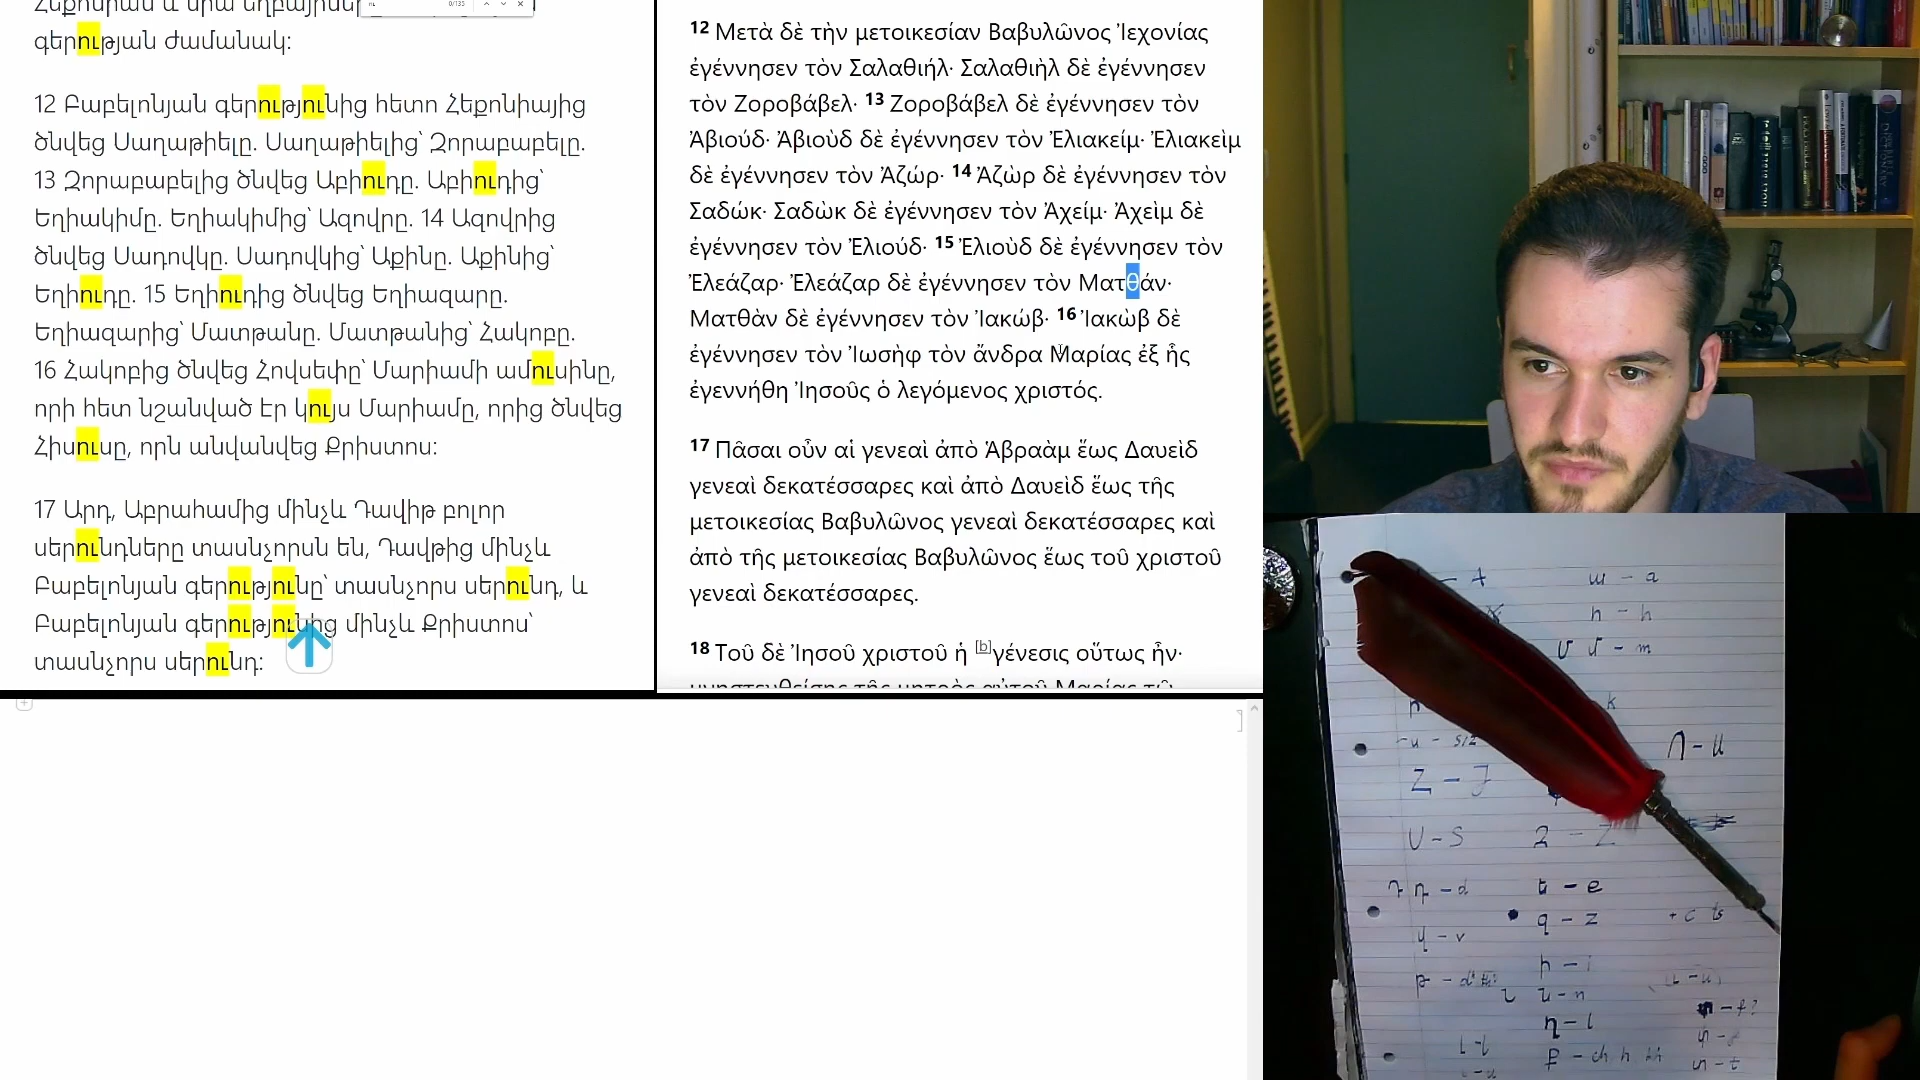 գերության ժամանակ:
12 Բաբելոնյան գերությունից հետո Հեքոնիայից
ծնվեց Սաղաթիելը. Սաղաթիելից՝ Զորաբաբելը.
13 Զորաբաբելից ծնվեց Աբիուդը. Աբիուդից՝
Եղիակիմը. Եղիակիմից՝ Ազովրը. 14 Ազովրից
ծնվեց Սադովկը. Սադովկից՝ Աքինը. Աքինից՝
Եղիուդը. 15 Եղիուդից ծնվեց Եղիազարը.
Եղիազարից՝ Մատթանը. Մատթանից՝ Հակոբը.
16 Հակոբից ծնվեց Հովսեփը՝ Մարիամի ամուսինը,
որի հետ նշանված էր կույս Մարիամը, որից ծնվեց
Հիսուսը, որն անվանվեց Քրիստոս:
17 Արդ, Աբրահամից մինչև Դավիթ բոլոր
սերունդները տասնչորսն են, Դավթից մինչև
Բաբելոնյան գերությունը՝ տասնչորս սերունդ, և
Բաբելոնյան գերությունից մինչև Քրիստոս՝
տասնչորս սերունդ:
12 Μετὰ δὲ τὴν μετοικεσίαν Βαβυλῶνος Ἰεχονίας
ἐγέννησεν τὸν Σαλαθιήλ· Σαλαθιὴλ δὲ ἐγέννησεν
τὸν Ζοροβάβελ· 13 Ζοροβάβελ δὲ ἐγέννησεν τὸν
Ἀβιούδ· Ἀβιοὺδ δὲ ἐγέννησεν τὸν Ἐλιακείμ· Ἐλιακεὶμ
δὲ ἐγέννησεν τὸν Ἀζώρ· 14 Ἀζὼρ δὲ ἐγέννησεν τὸν
Σαδώκ· Σαδὼκ δὲ ἐγέννησεν τὸν Ἀχείμ· Ἀχεὶμ δὲ
ἐγέννησεν τὸν Ἐλιούδ· 15 Ἐλιοὺδ δὲ ἐγέννησεν τὸν
Ἐλεάζαρ· Ἐλεάζαρ δὲ ἐγέννησεν τὸν Ματθάν·
Ματθὰν δὲ ἐγέννησεν τὸν Ἰακώβ· 16 Ἰακὼβ δὲ
ἐγέννησεν τὸν Ἰωσὴφ τὸν ἄνδρα Μαρίας ἐξ ἧς
ἐγεννήθη Ἰησοῦς ὁ λεγόμενος χριστός.
17 Πᾶσαι οὖν αἱ γενεαὶ ἀπὸ Ἀβραὰμ ἕως Δαυεὶδ
γενεαὶ δεκατέσσαρες καὶ ἀπὸ Δαυεὶδ ἕως τῆς
μετοικεσίας Βαβυλῶνος γενεαὶ δεκατέσσαρες καὶ
ἀπὸ τῆς μετοικεσίας Βαβυλῶνος ἕως τοῦ χριστοῦ
γενεαὶ δεκατέσσαρες.
18 Τοῦ δὲ Ἰησοῦ χριστοῦ ἡ [b]γένεσις οὕτως ἦν·
μνηστευθείσης τῆς μητρὸς αὐτοῦ Μαρίας τῷ
- A ա - a
հ - h
Մ մ - m
Ո - u
Ս - S Զ - Z
Դ դ - d ե - e
զ - z
վ - v
ի - i
ն - n
ղ - l
ք - ch h kh
տ - t